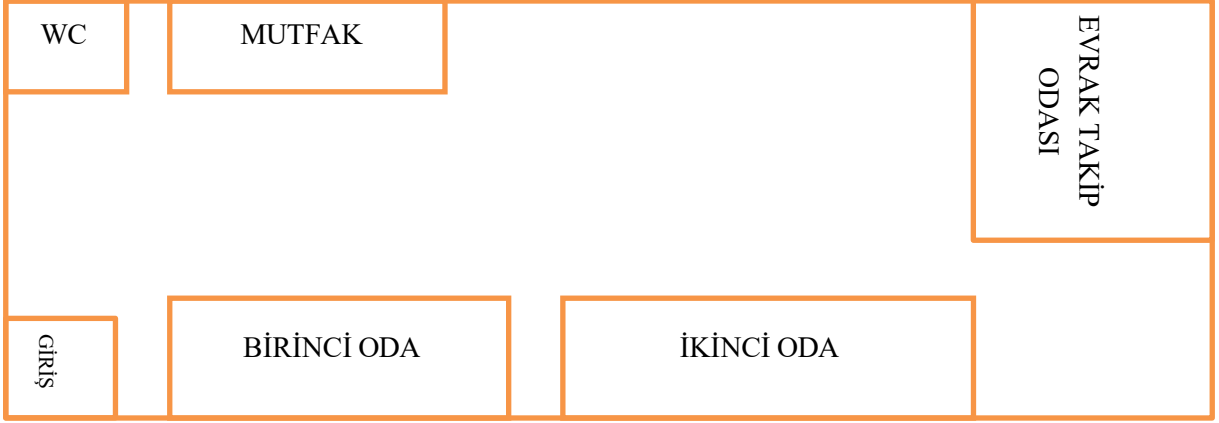 WC
MUTFAK
EVRAK TAKİP
ODASI
GİRİŞ
BİRİNCİ ODA
İKİNCİ ODA